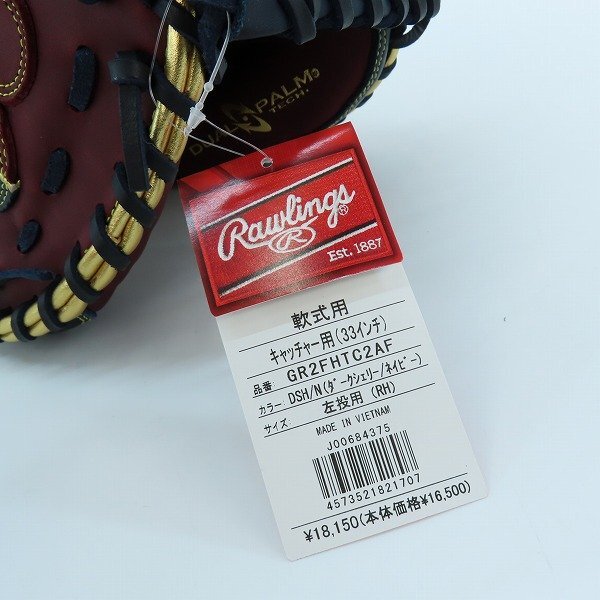 DUAL PALM®
TECH.
Rawlings®
R
Est. 1887
軟式用
キャッチャー用(33インチ)
品番: GR2FHTC2AF
カラー: DSH/N(ダークシェリー/ネイビー)
サイズ: 左投用 (RH)
MADE IN VIETNAM
J00684375
4573521821707
¥18,150(本体価格¥16,500)